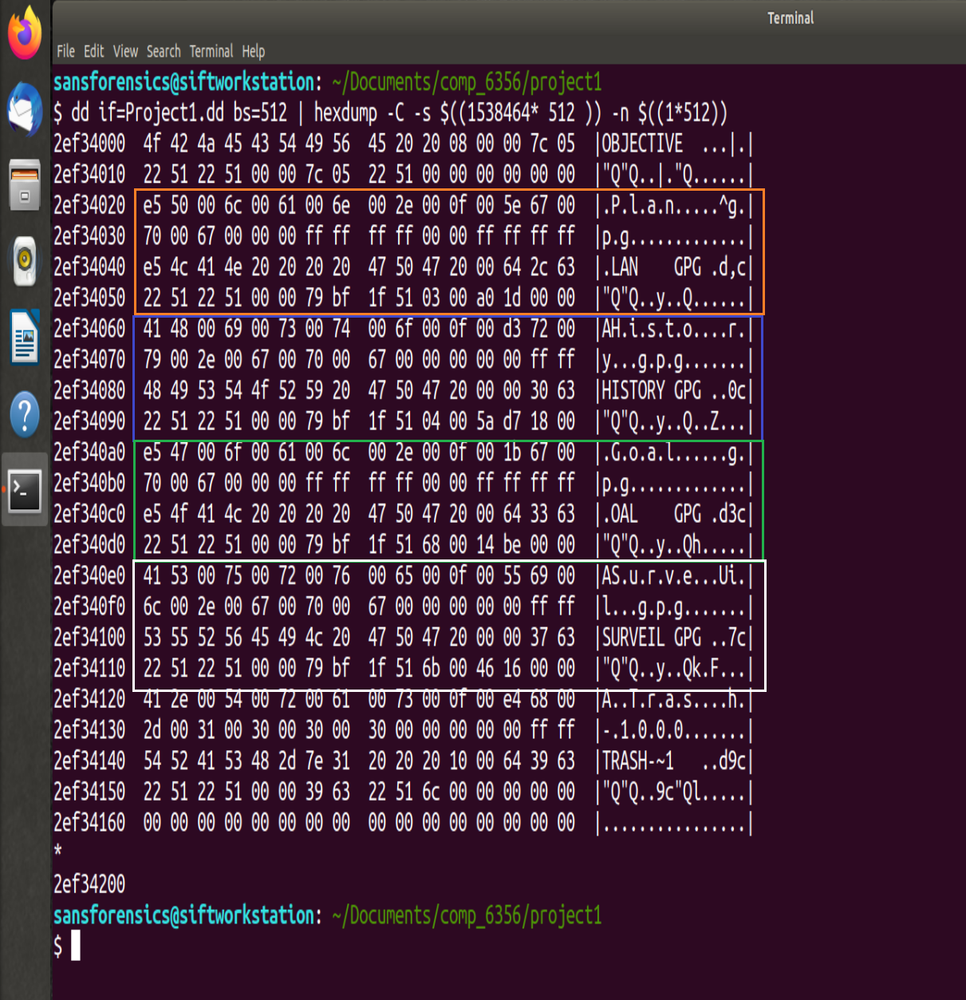 Terminal
File Edit View Search Terminal Help
sansforensics@siftworkstation: ~/Documents/comp_6356/project1
$ dd if=Project1.dd bs=512 | hexdump -C -s $((1538464* 512 )) -n $((1*512))
2ef34000 4f 42 4a 45 43 54 49 56 45 20 20 08 00 00 7c 05 |OBJECTIVE ...|.|
2ef34010 22 51 22 51 00 00 7c 05 22 51 00 00 00 00 00 00 |"Q"Q..|."Q......|
2ef34020 e5 50 00 6c 00 61 00 6e 00 2e 00 0f 00 5e 67 00 |.P.l.a.n.....^g.|
2ef34030 70 00 67 00 00 00 ff ff ff ff 00 00 ff ff ff ff |p.g.............|
2ef34040 e5 4c 41 4e 20 20 20 20 47 50 47 20 00 64 2c 63 |.LAN    GPG .d,c|
2ef34050 22 51 22 51 00 00 79 bf 1f 51 03 00 a0 1d 00 00 |"Q"Q..y..Q......|
2ef34060 41 48 00 69 00 73 00 74 00 6f 00 0f 00 d3 72 00 |AH.i.s.t.o....r.|
2ef34070 79 00 2e 00 67 00 70 00 67 00 00 00 00 00 ff ff |y...g.p.g.......|
2ef34080 48 49 53 54 4f 52 59 20 47 50 47 20 00 00 30 63 |HISTORY GPG ..0c|
2ef34090 22 51 22 51 00 00 79 bf 1f 51 04 00 5a d7 18 00 |"Q"Q..y..Q..Z...|
2ef340a0 e5 47 00 6f 00 61 00 6c 00 2e 00 0f 00 1b 67 00 |.G.o.a.l......g.|
2ef340b0 70 00 67 00 00 00 ff ff ff ff 00 00 ff ff ff ff |p.g.............|
2ef340c0 e5 4f 41 4c 20 20 20 20 47 50 47 20 00 64 33 63 |.OAL    GPG .d3c|
2ef340d0 22 51 22 51 00 00 79 bf 1f 51 68 00 14 be 00 00 |"Q"Q..y..Qh.....|
2ef340e0 41 53 00 75 00 72 00 76 00 65 00 0f 00 55 69 00 |AS.u.r.v.e...Ui.|
2ef340f0 6c 00 2e 00 67 00 70 00 67 00 00 00 00 00 ff ff |l...g.p.g.......|
2ef34100 53 55 52 56 45 49 4c 20 47 50 47 20 00 00 37 63 |SURVEIL GPG ..7c|
2ef34110 22 51 22 51 00 00 79 bf 1f 51 6b 00 46 16 00 00 |"Q"Q..y..Qk.F...|
2ef34120 41 2e 00 54 00 72 00 61 00 73 00 0f 00 e4 68 00 |A..T.r.a.s....h.|
2ef34130 2d 00 31 00 30 00 30 00 30 00 00 00 00 00 ff ff |-.1.0.0.0.......|
2ef34140 54 52 41 53 48 2d 7e 31 20 20 20 10 00 64 39 63 |TRASH-~1   ..d9c|
2ef34150 22 51 22 51 00 00 39 63 22 51 6c 00 00 00 00 00 |"Q"Q..9c"Ql.....|
2ef34160 00 00 00 00 00 00 00 00 00 00 00 00 00 00 00 00 |................|
*
2ef34200
sansforensics@siftworkstation: ~/Documents/comp_6356/project1
$